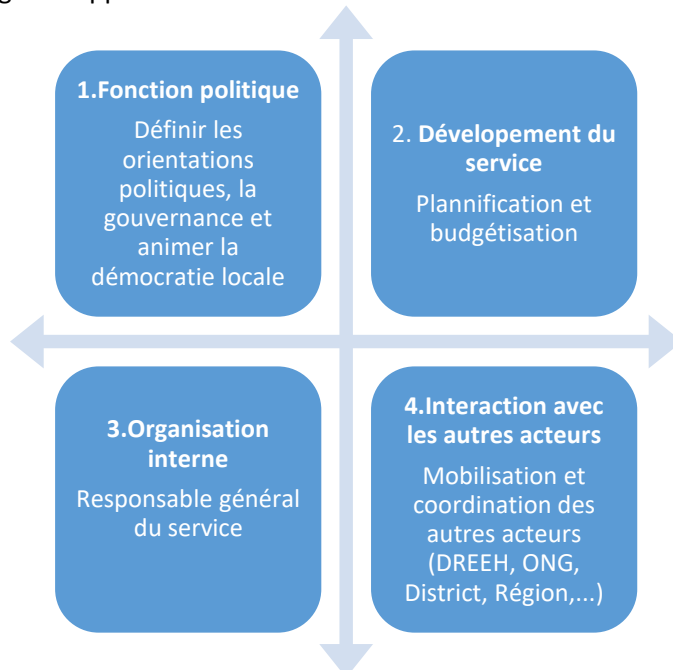 1.Fonction politique
Définir les
orientations
politiques, la
gouvernance et
animer la
démocratie locale
2. Dévelopement du
service
Plannification et
budgétisation
3.Organisation
interne
Responsable général
du service
4.Interaction avec
les autres acteurs
Mobilisation et
coordination des
autres acteurs
(DREEH, ONG,
District, Région,...)